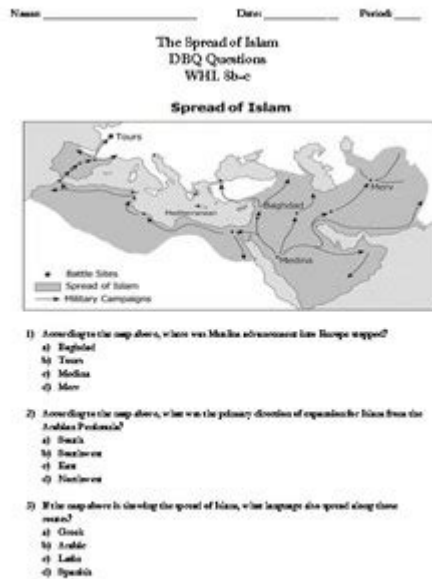 Name: Date: Period:
The Spread of Islam
DBQ Questions
WHI. 8b-c
Spread of Islam
Tours
Merv
Baghdad
Mediterranean
Medina
Battle Sites
Spread of Islam
Military Campaigns
1) According to the map above, where was Muslim advancement into Europe stopped?
a) Baghdad
b) Tours
c) Medina
d) Merv
2) According to the map above, what was the primary direction of expansion for Islam from the
Arabian Peninsula?
a) South
b) Southwest
c) East
d) Northwest
3) If the map above is showing the spread of Islam, what language also spread along these
routes?
a) Greek
b) Arabic
c) Latin
d) Spanish